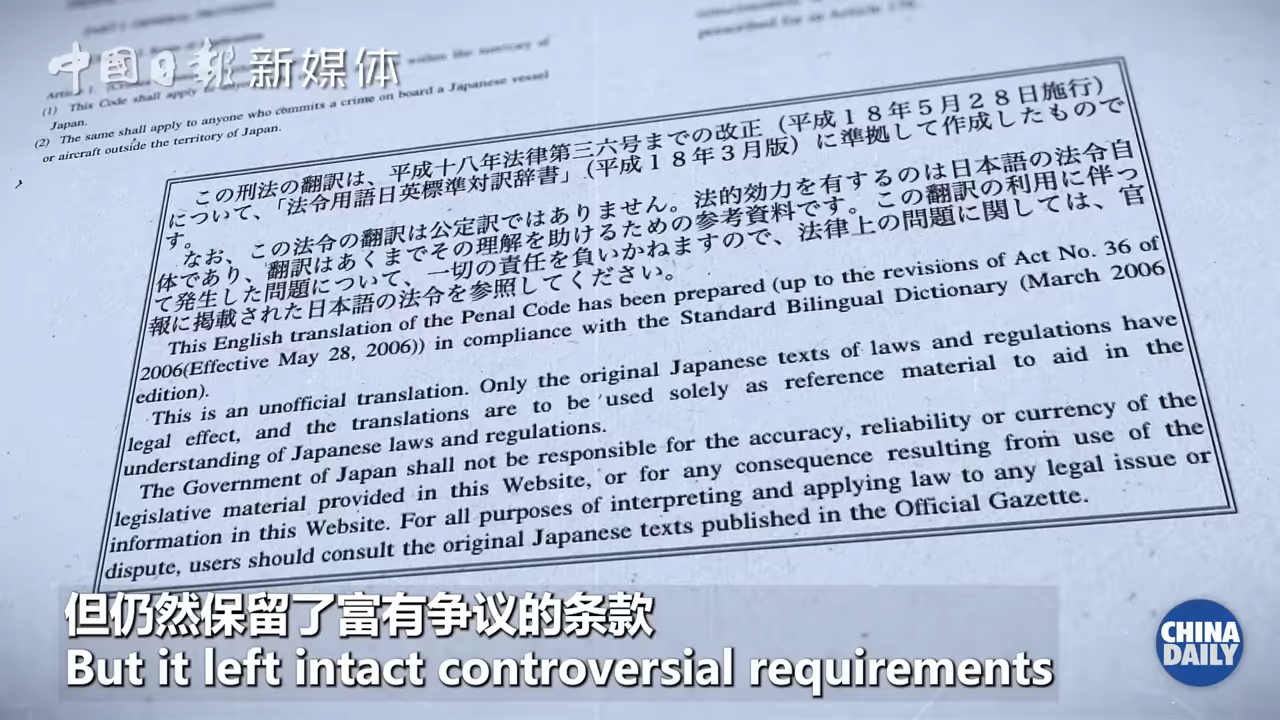 中国日报新媒体
within the territory of
(1) This Code shall apply to
Japan.
(2) The same shall apply to anyone who commits a crime on board a Japanese vessel
or aircraft outside the territory of Japan.
prescribed for in Article
この刑法の翻訳は、平成十八年法律第三六号までの改正（平成１８年５月２８日施行）
について、「法令用語日英標準対訳辞書」（平成１８年３月版）に準拠して作成したもので
す。
なお、この法令の翻訳は公定訳ではありません。法的効力を有するのは日本語の法令自
体であり、翻訳はあくまでその理解を助けるための参考資料です。この翻訳の利用に伴っ
て発生した問題について、一切の責任を負いかねますので、法律上の問題に関しては、官
報に掲載された日本語の法令を参照してください。
This English translation of the Penal Code has been prepared (up to the revisions of Act No. 36 of
2006(Effective May 28, 2006)) in compliance with the Standard Bilingual Dictionary (March 2006
edition).
This is an unofficial translation. Only the original Japanese texts of laws and regulations have
legal effect, and the translations are to be used solely as reference material to aid in the
understanding of Japanese laws and regulations.
The Government of Japan shall not be responsible for the accuracy, reliability or currency of the
legislative material provided in this Website, or for any consequence resulting from use of the
information in this Website. For all purposes of interpreting and applying law to any legal issue or
dispute, users should consult the original Japanese texts published in the Official Gazette.
但仍然保留了富有争议的条款
But it left intact controversial requirements
CHINA
DAILY